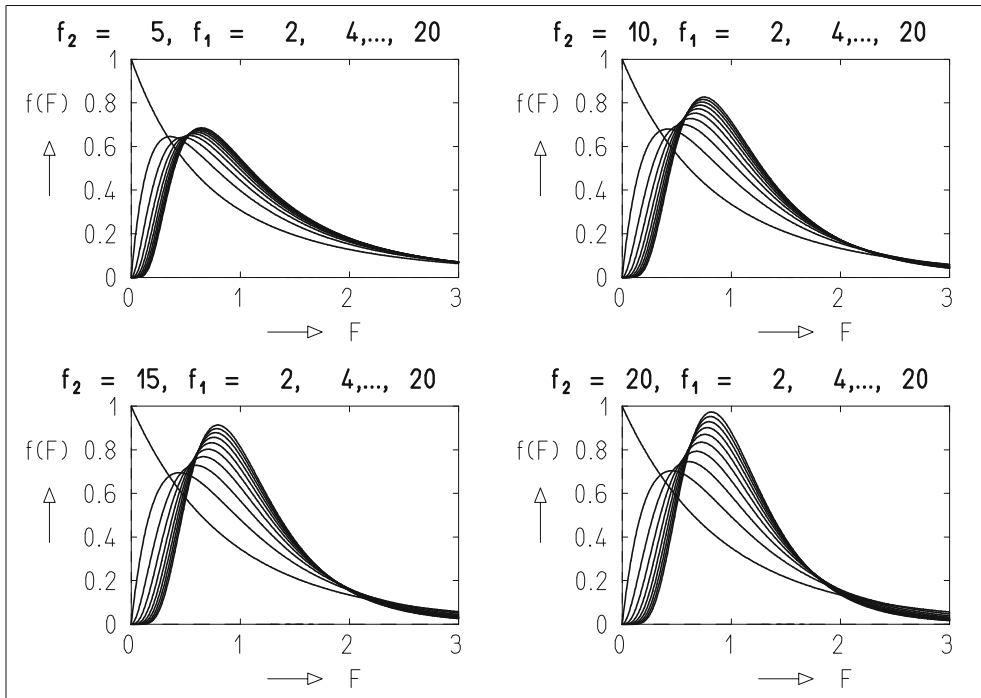 f₂ = 5, f₁ = 2, 4,..., 20
1
f(F) 0.8
0.6
0.4
0.2
0
0 1 2 3
F
f₂ = 10, f₁ = 2, 4,..., 20
1
f(F) 0.8
0.6
0.4
0.2
0
0 1 2 3
F
f₂ = 15, f₁ = 2, 4,..., 20
1
f(F) 0.8
0.6
0.4
0.2
0
0 1 2 3
F
f₂ = 20, f₁ = 2, 4,..., 20
1
f(F) 0.8
0.6
0.4
0.2
0
0 1 2 3
F